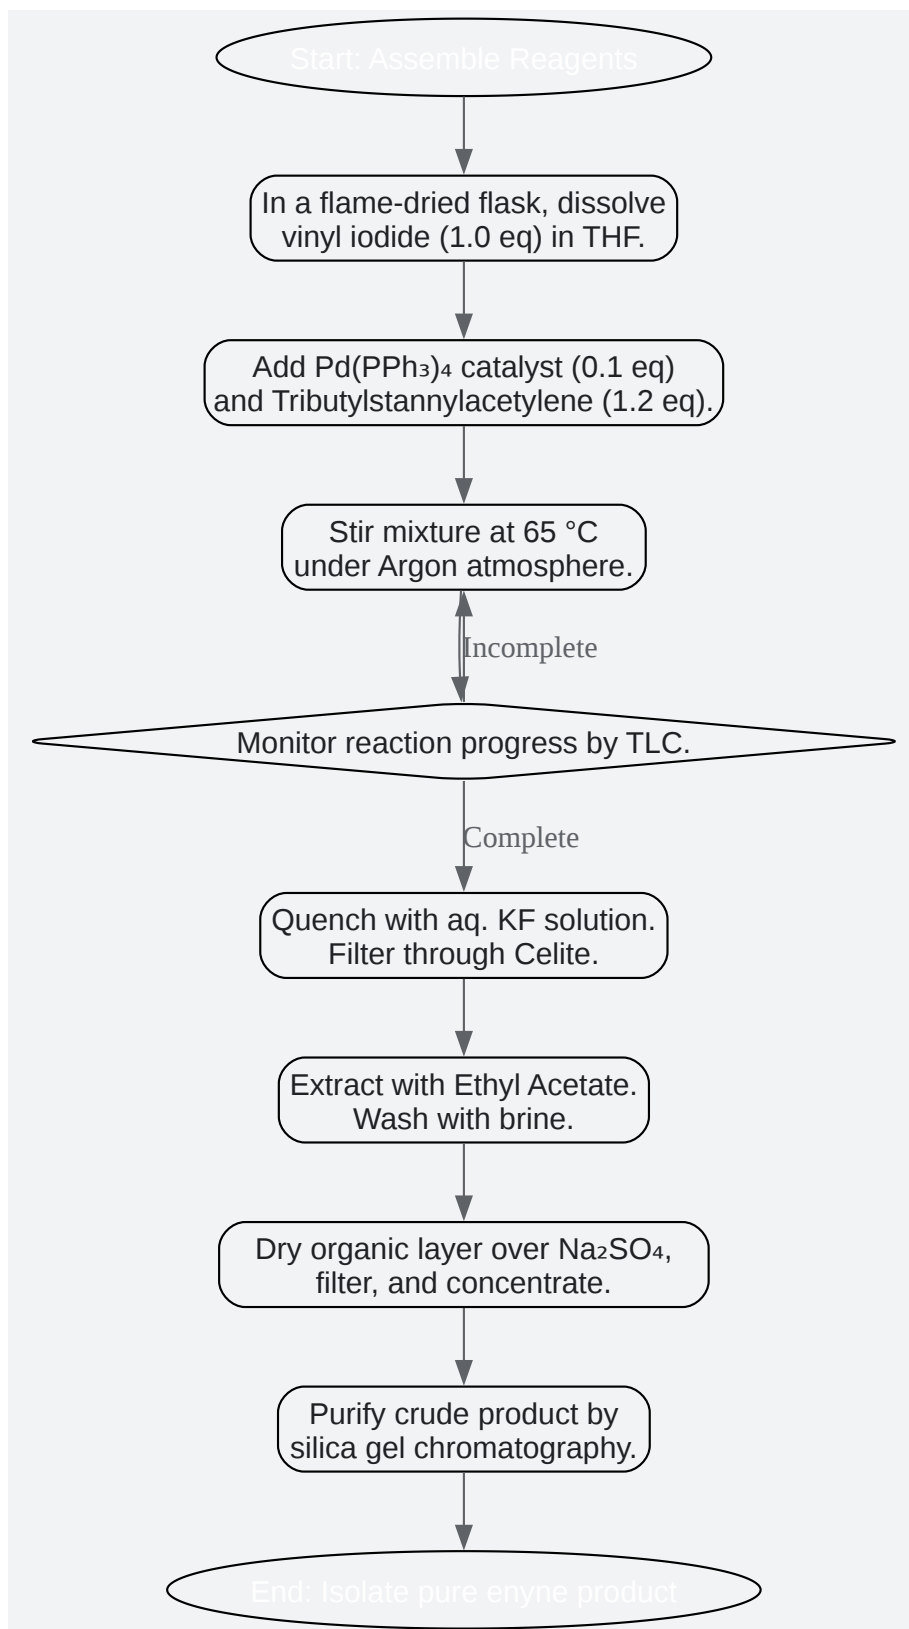 Start: Assemble Reagents
In a flame-dried flask, dissolve
vinyl iodide (1.0 eq) in THF.
Add Pd(PPh₃)₄ catalyst (0.1 eq)
and Tributylstannylacetylene (1.2 eq).
Stir mixture at 65 °C
under Argon atmosphere.
Incomplete
Monitor reaction progress by TLC.
Complete
Quench with aq. KF solution.
Filter through Celite.
Extract with Ethyl Acetate.
Wash with brine.
Dry organic layer over Na₂SO₄,
filter, and concentrate.
Purify crude product by
silica gel chromatography.
End: Isolate pure enyne product